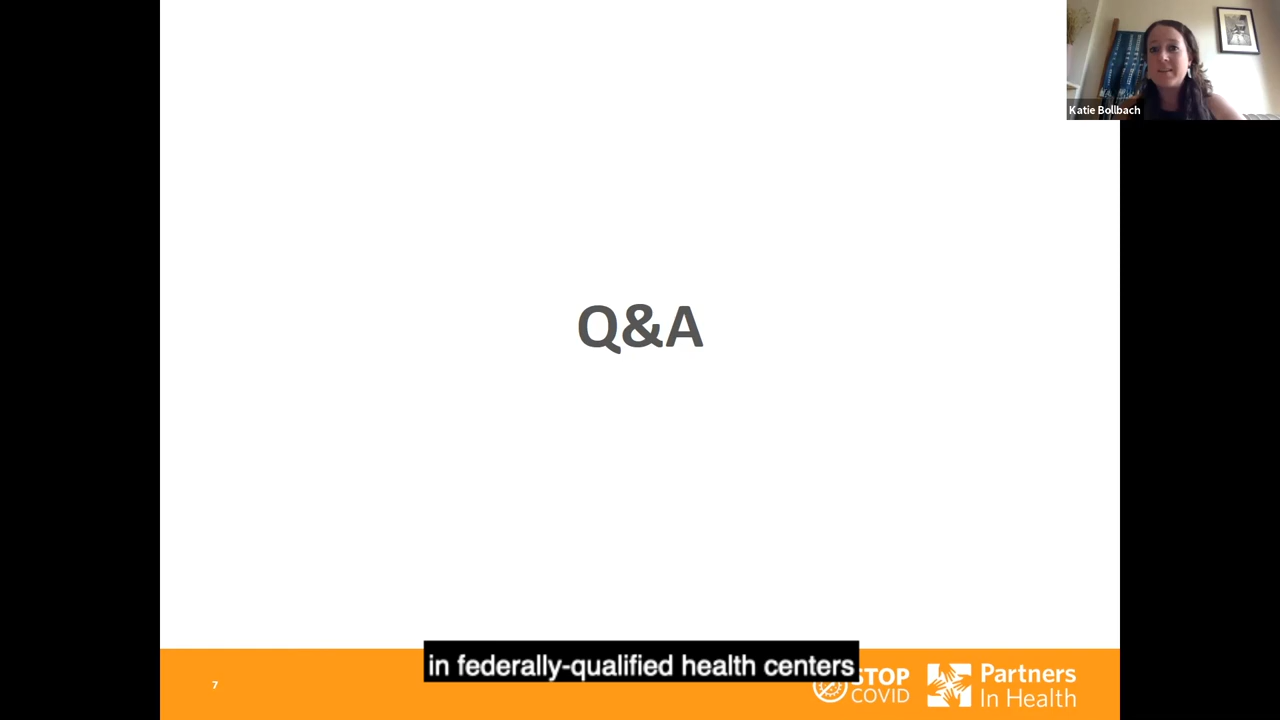 Katie Bollbach
Q&A
in federally-qualified health centers
7
STOP
COVID
Partners
In Health